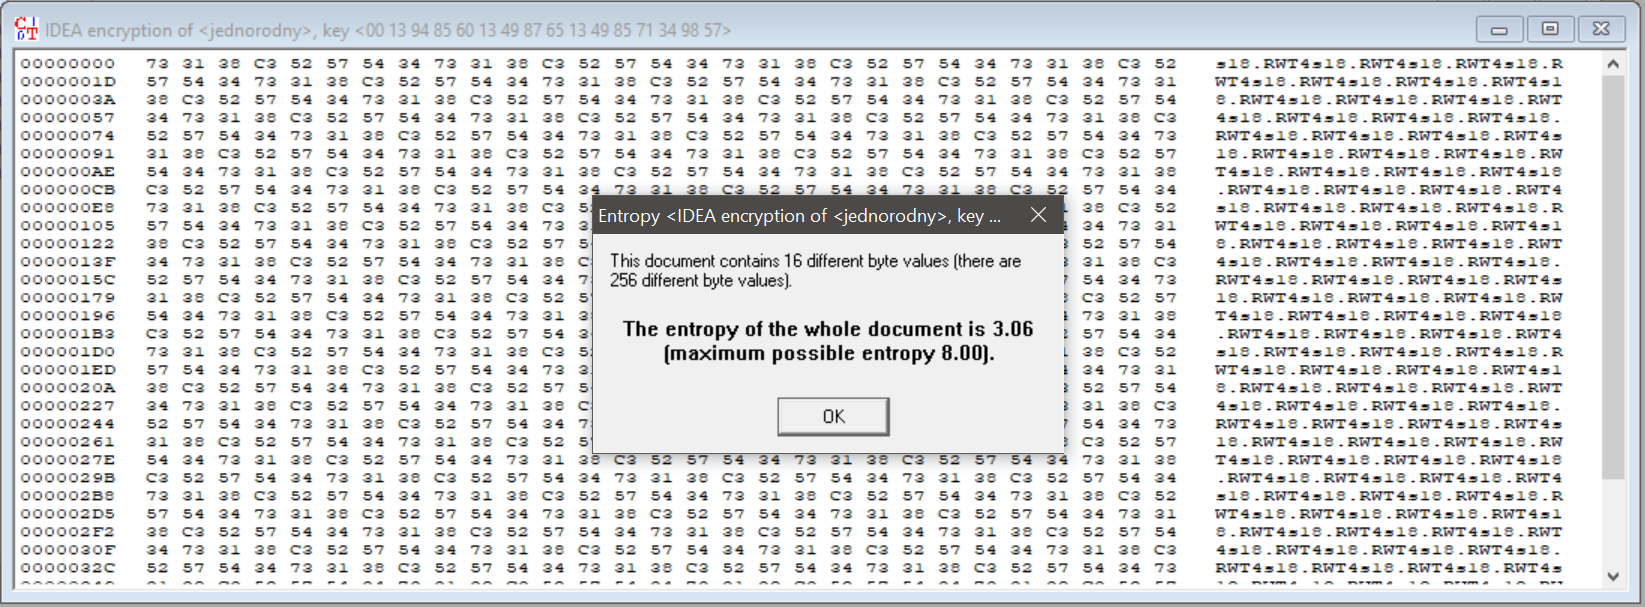 IDEA encryption of <jednorodny>, key <00 13 94 85 60 13 49 87 65 13 49 85 71 34 98 57>
00000000 73 31 38 C3 52 57 54 34 73 31 38 C3 52 57 54 34 73 31 38 C3 52 57 54 34 73 31 38 C3 52 s18.RWT4s18.RWT4s18.RWT4s18.R
0000001D 57 54 34 73 31 38 C3 52 57 54 34 73 31 38 C3 52 57 54 34 73 31 38 C3 52 57 54 34 73 31 WT4s18.RWT4s18.RWT4s18.RWT4s1
0000003A 38 C3 52 57 54 34 73 31 38 C3 52 57 54 34 73 31 38 C3 52 57 54 34 73 31 38 C3 52 57 54 8.RWT4s18.RWT4s18.RWT4s18.RWT
00000057 34 73 31 38 C3 52 57 54 34 73 31 38 C3 52 57 54 34 73 31 38 C3 52 57 54 34 73 31 38 C3 4s18.RWT4s18.RWT4s18.RWT4s18.
00000074 52 57 54 34 73 31 38 C3 52 57 54 34 73 31 38 C3 52 57 54 34 73 31 38 C3 52 57 54 34 73 RWT4s18.RWT4s18.RWT4s18.RWT4s
00000091 31 38 C3 52 57 54 34 73 31 38 C3 52 57 54 34 73 31 38 C3 52 57 54 34 73 31 38 C3 52 57 18.RWT4s18.RWT4s18.RWT4s18.RW
000000AE 54 34 73 31 38 C3 52 57 54 34 73 31 38 C3 52 57 54 34 73 31 38 C3 52 57 54 34 73 31 38 T4s18.RWT4s18.RWT4s18.RWT4s18
000000CB C3 52 57 54 34 73 31 38 C3 52 57 54 34 73 31 38 C3 52 57 54 34 73 31 38 C3 52 57 54 34 .RWT4s18.RWT4s18.RWT4s18.RWT4
000000E8 73 31 38 C3 52 57 54 34 73 31 38 C3 38 C3 52 s18.RWT4s18.RWT4s18.RWT4s18.R
00000105 57 54 34 73 31 38 C3 52 57 54 34 73 34 73 31 WT4s18.RWT4s18.RWT4s18.RWT4s1
00000122 38 C3 52 57 54 34 73 31 38 C3 52 57 52 57 54 8.RWT4s18.RWT4s18.RWT4s18.RWT
0000013F 34 73 31 38 C3 52 57 54 34 73 31 38 31 38 C3 4s18.RWT4s18.RWT4s18.RWT4s18.
0000015C 52 57 54 34 73 31 38 C3 52 57 54 34 54 34 73 RWT4s18.RWT4s18.RWT4s18.RWT4s
00000179 31 38 C3 52 57 54 34 73 31 38 C3 52 C3 52 57 18.RWT4s18.RWT4s18.RWT4s18.RW
00000196 54 34 73 31 38 C3 52 57 54 34 73 31 73 31 38 T4s18.RWT4s18.RWT4s18.RWT4s18
000001B3 C3 52 57 54 34 73 31 38 C3 52 57 54 57 54 34 .RWT4s18.RWT4s18.RWT4s18.RWT4
000001D0 73 31 38 C3 52 57 54 34 73 31 38 C3 38 C3 52 s18.RWT4s18.RWT4s18.RWT4s18.R
000001ED 57 54 34 73 31 38 C3 52 57 54 34 73 34 73 31 WT4s18.RWT4s18.RWT4s18.RWT4s1
0000020A 38 C3 52 57 54 34 73 31 38 C3 52 57 52 57 54 8.RWT4s18.RWT4s18.RWT4s18.RWT
00000227 34 73 31 38 C3 52 57 54 34 73 31 38 31 38 C3 4s18.RWT4s18.RWT4s18.RWT4s18.
00000244 52 57 54 34 73 31 38 C3 52 57 54 34 54 34 73 RWT4s18.RWT4s18.RWT4s18.RWT4s
00000261 31 38 C3 52 57 54 34 73 31 38 C3 52 C3 52 57 18.RWT4s18.RWT4s18.RWT4s18.RW
0000027E 54 34 73 31 38 C3 52 57 54 34 73 31 38 C3 52 57 54 34 73 31 38 C3 52 57 54 34 73 31 38 T4s18.RWT4s18.RWT4s18.RWT4s18
0000029B C3 52 57 54 34 73 31 38 C3 52 57 54 34 73 31 38 C3 52 57 54 34 73 31 38 C3 52 57 54 34 .RWT4s18.RWT4s18.RWT4s18.RWT4
000002B8 73 31 38 C3 52 57 54 34 73 31 38 C3 52 57 54 34 73 31 38 C3 52 57 54 34 73 31 38 C3 52 s18.RWT4s18.RWT4s18.RWT4s18.R
000002D5 57 54 34 73 31 38 C3 52 57 54 34 73 31 38 C3 52 57 54 34 73 31 38 C3 52 57 54 34 73 31 WT4s18.RWT4s18.RWT4s18.RWT4s1
000002F2 38 C3 52 57 54 34 73 31 38 C3 52 57 54 34 73 31 38 C3 52 57 54 34 73 31 38 C3 52 57 54 8.RWT4s18.RWT4s18.RWT4s18.RWT
0000030F 34 73 31 38 C3 52 57 54 34 73 31 38 C3 52 57 54 34 73 31 38 C3 52 57 54 34 73 31 38 C3 4s18.RWT4s18.RWT4s18.RWT4s18.
0000032C 52 57 54 34 73 31 38 C3 52 57 54 34 73 31 38 C3 52 57 54 34 73 31 38 C3 52 57 54 34 73 RWT4s18.RWT4s18.RWT4s18.RWT4s
Entropy <IDEA encryption of <jednorodny>, key ...
This document contains 16 different byte values (there are
256 different byte values).
The entropy of the whole document is 3.06
(maximum possible entropy 8.00).
OK